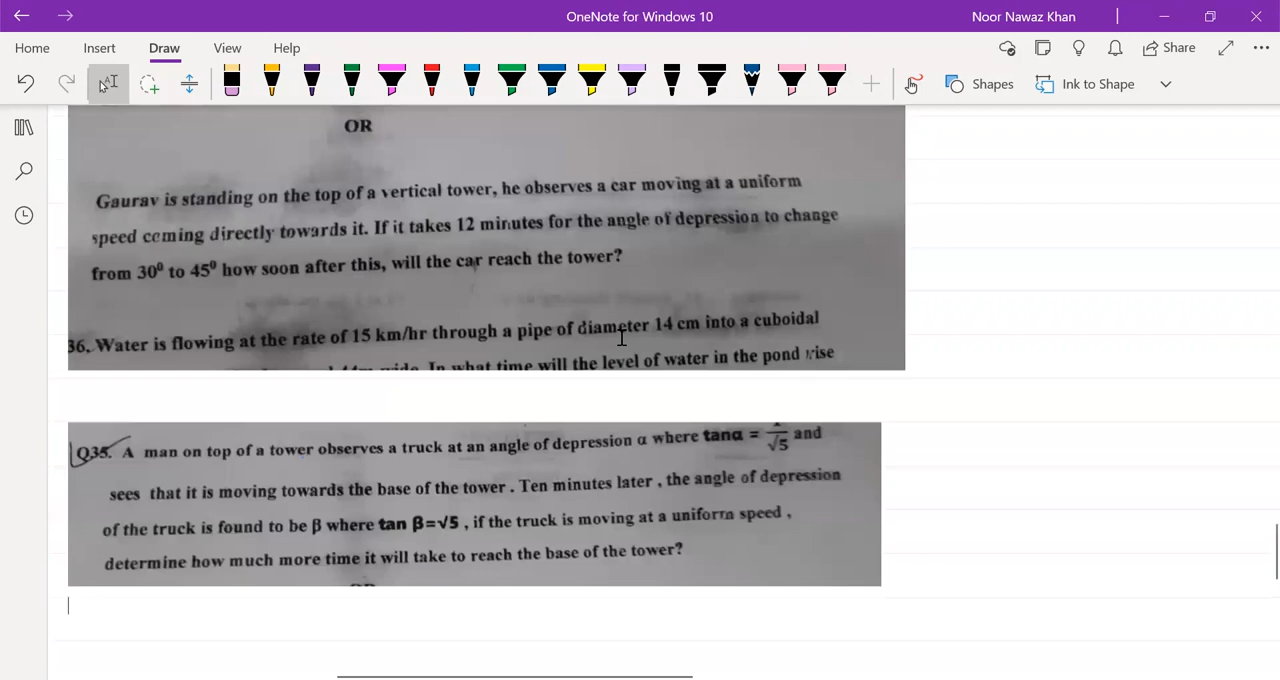 OneNote for Windows 10
Noor Nawaz Khan
Home Insert Draw View Help
Share
Shapes
Ink to Shape
OR
Gaurav is standing on the top of a vertical tower, he observes a car moving at a uniform
speed coming directly towards it. If it takes 12 minutes for the angle of depression to change
from 30⁰ to 45⁰ how soon after this, will the car reach the tower?
36. Water is flowing at the rate of 15 km/hr through a pipe of diameter 14 cm into a cuboidal
44m wide. In what time will the level of water in the pond rise
Q35. A man on top of a tower observes a truck at an angle of depression α where tanα = 1/√5 and
sees that it is moving towards the base of the tower . Ten minutes later , the angle of depression
of the truck is found to be β where tan β=√5 , if the truck is moving at a uniform speed ,
determine how much more time it will take to reach the base of the tower?
OR